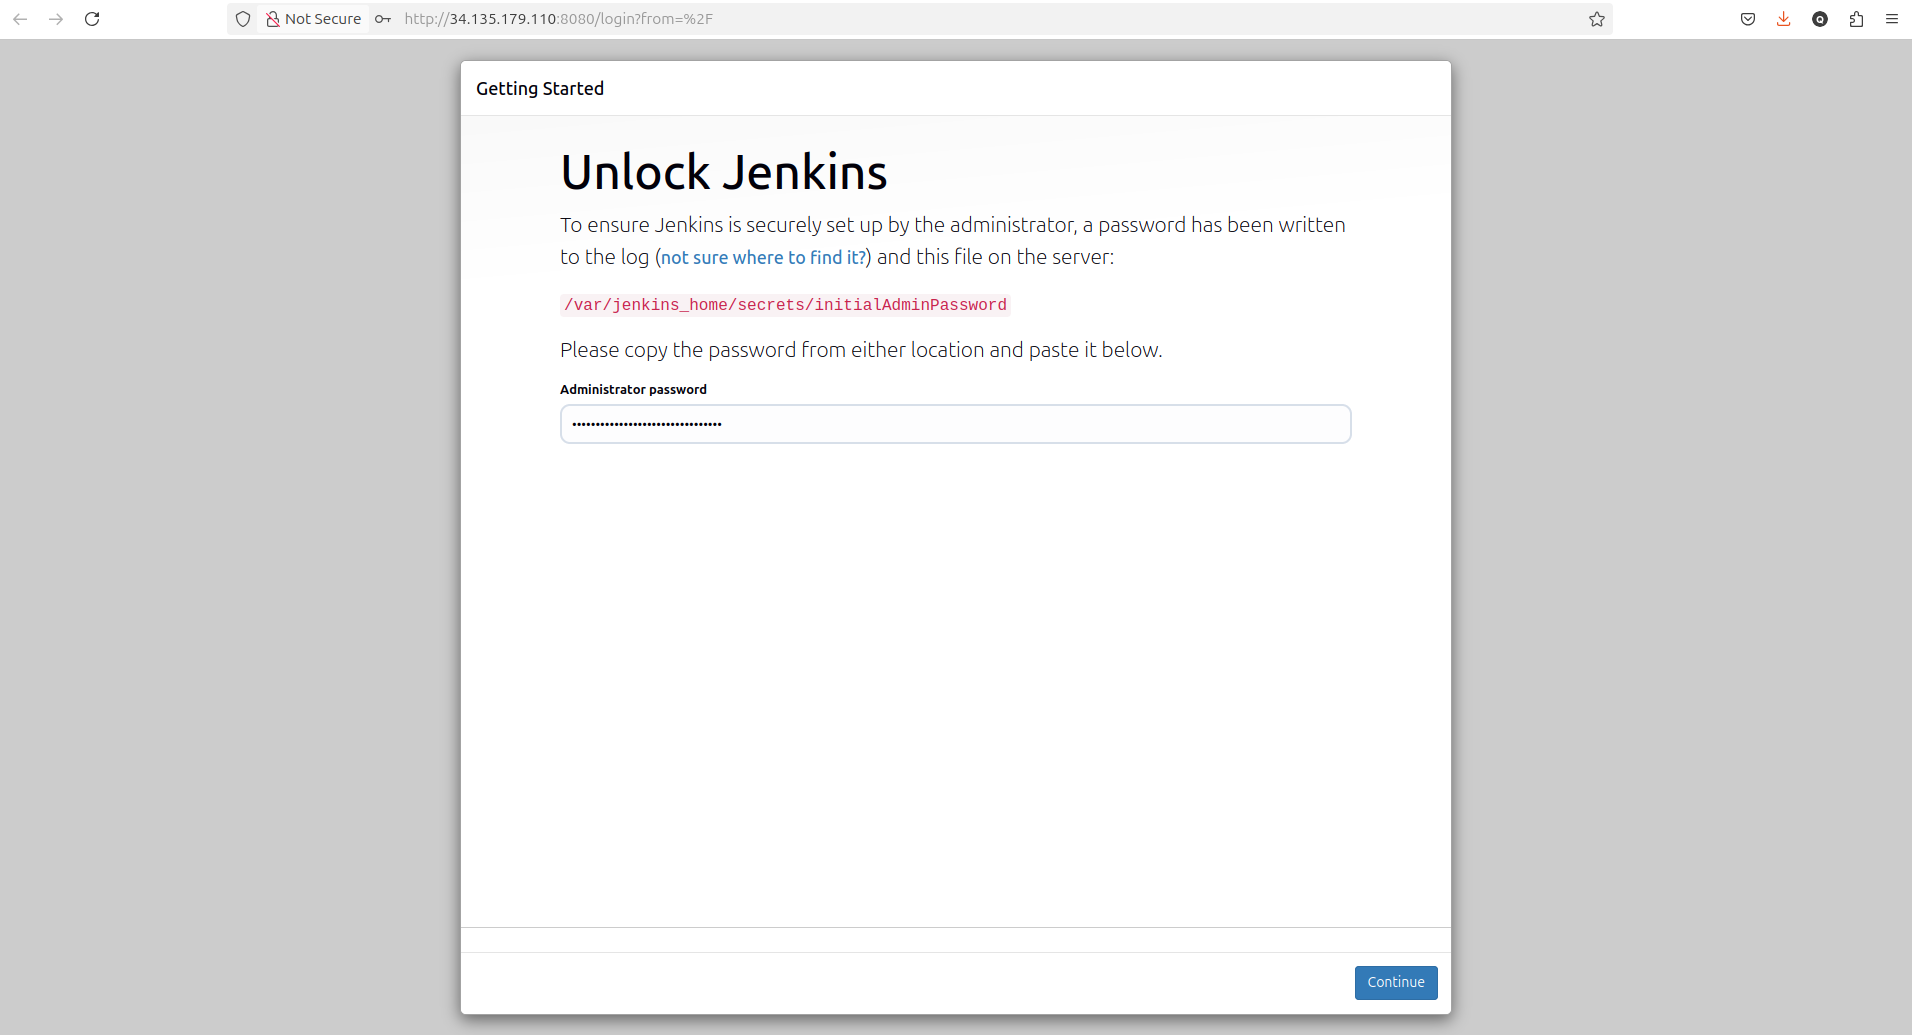 Not Secure http://34.135.179.110:8080/login?from=%2F
Getting Started
Unlock Jenkins
To ensure Jenkins is securely set up by the administrator, a password has been written
to the log (not sure where to find it?) and this file on the server:
/var/jenkins_home/secrets/initialAdminPassword
Please copy the password from either location and paste it below.
Administrator password
••••••••••••••••••••••••••••••••
Continue